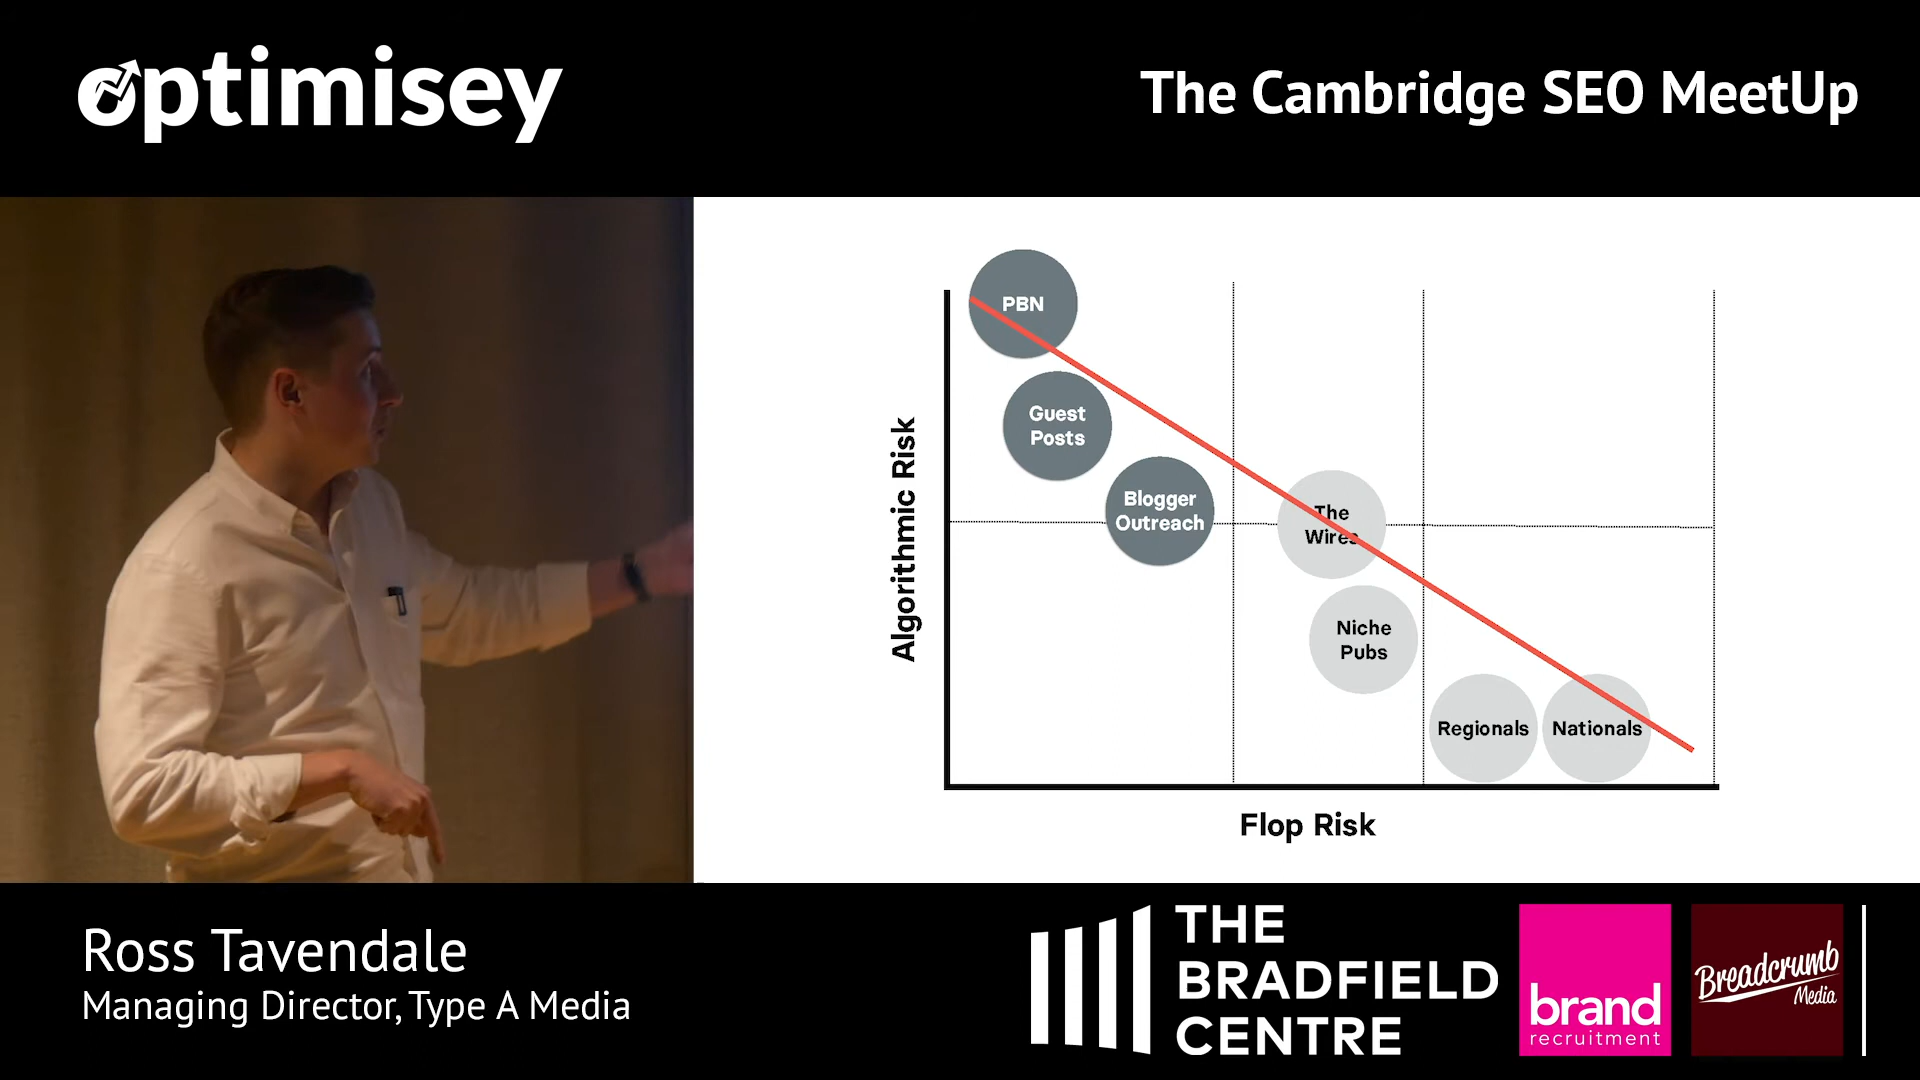 optimisey
The Cambridge SEO MeetUp
PBN
Guest
Posts
Blogger
Outreach
The
Wires
Niche
Pubs
Regionals
Nationals
Algorithmic Risk
Flop Risk
Ross Tavendale
Managing Director, Type A Media
THE
BRADFIELD
CENTRE
brand
recruitment
Breadcrumb
Media